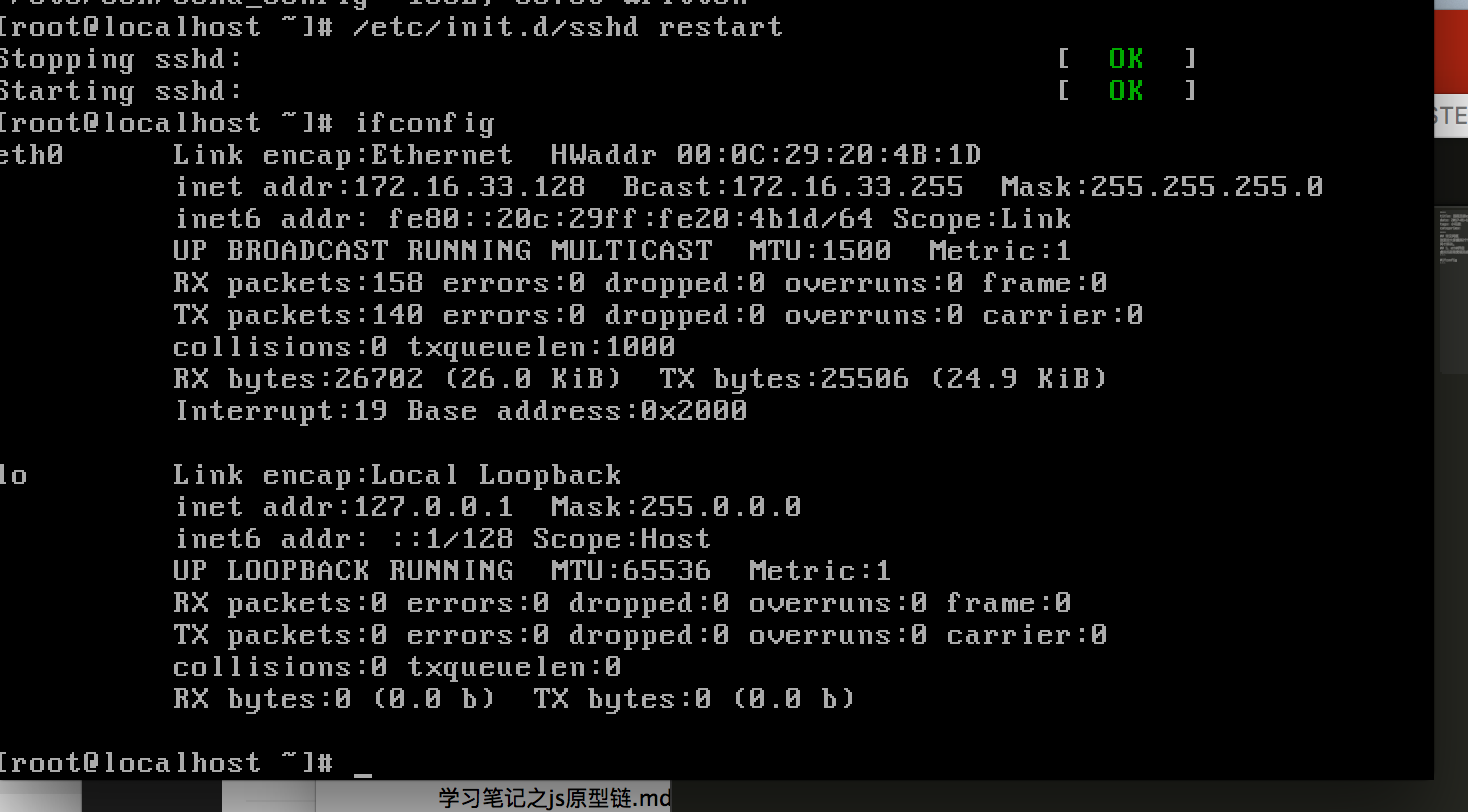 [root@localhost ~]# /etc/init.d/sshd restart
Stopping sshd: [ OK ]
Starting sshd: [ OK ]
[root@localhost ~]# ifconfig
eth0 Link encap:Ethernet HWaddr 00:0C:29:20:4B:1D
inet addr:172.16.33.128 Bcast:172.16.33.255 Mask:255.255.255.0
inet6 addr: fe80::20c:29ff:fe20:4b1d/64 Scope:Link
UP BROADCAST RUNNING MULTICAST MTU:1500 Metric:1
RX packets:158 errors:0 dropped:0 overruns:0 frame:0
TX packets:140 errors:0 dropped:0 overruns:0 carrier:0
collisions:0 txqueuelen:1000
RX bytes:26702 (26.0 KiB) TX bytes:25506 (24.9 KiB)
Interrupt:19 Base address:0x2000
lo Link encap:Local Loopback
inet addr:127.0.0.1 Mask:255.0.0.0
inet6 addr: ::1/128 Scope:Host
UP LOOPBACK RUNNING MTU:65536 Metric:1
RX packets:0 errors:0 dropped:0 overruns:0 frame:0
TX packets:0 errors:0 dropped:0 overruns:0 carrier:0
collisions:0 txqueuelen:0
RX bytes:0 (0.0 b) TX bytes:0 (0.0 b)
[root@localhost ~]# _
STE
学习笔记之js原型链.md